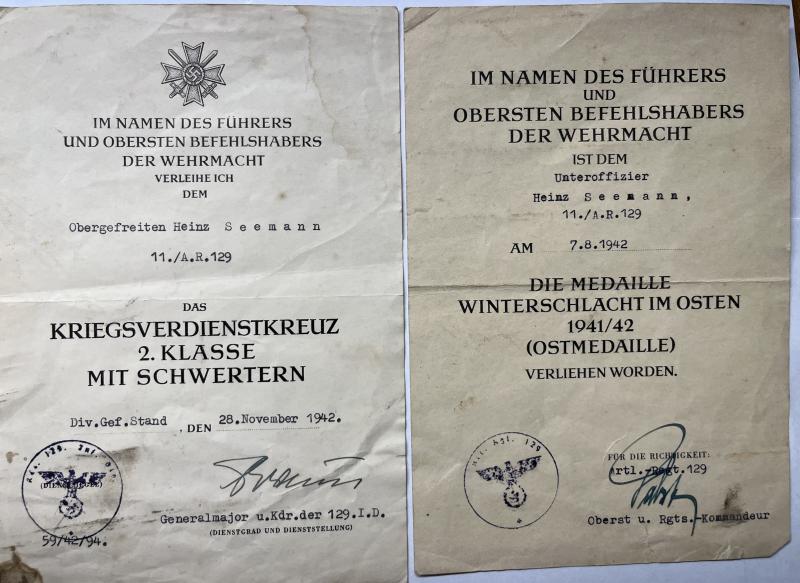 IM NAMEN DES FÜHRERS
UND OBERSTEN BEFEHLSHABERS
DER WEHRMACHT
VERLEIHE ICH
DEM
Obergefreiten Heinz Seemann
11./A.R.129
DAS
KRIEGSVERDIENSTKREUZ
2. KLASSE
MIT SCHWERTERN
Div.Gef.Stand, DEN 28.November 1942.
(DIENSTSIEGEL)
59/42/94.
Generalmajor u.Kdr.der 129.I.D.
(DIENSTGRAD UND DIENSTSTELLUNG)
IM NAMEN DES FÜHRERS
UND
OBERSTEN BEFEHLSHABERS
DER WEHRMACHT
IST DEM
Unteroffizier
Heinz Seemann,
11./A.R.129
AM 7.8.1942
DIE MEDAILLE
WINTERSCHLACHT IM OSTEN
1941/42
(OSTMEDAILLE)
VERLIEHEN WORDEN.
FÜR DIE RICHTIGKEIT:
Artl.-Regt.129
Oberst u. Rgts.-Kommandeur